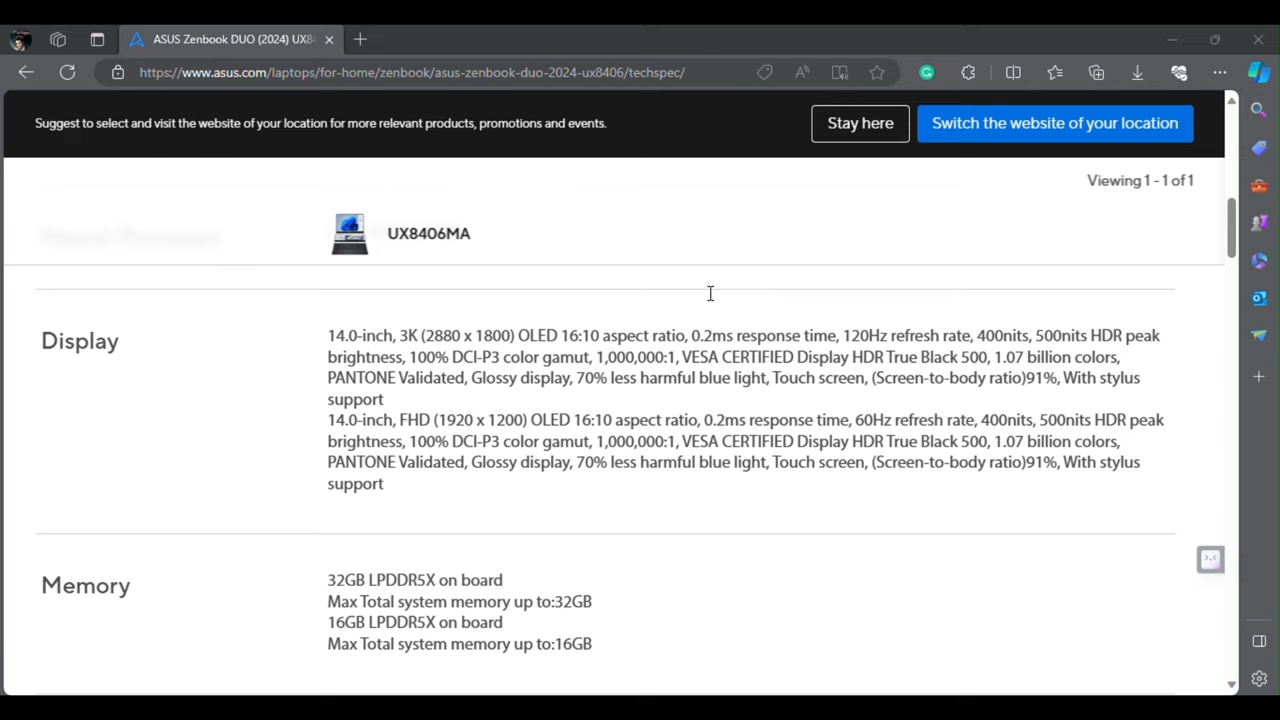 ASUS Zenbook DUO (2024) UX84
https://www.asus.com/laptops/for-home/zenbook/asus-zenbook-duo-2024-ux8406/techspec/
Suggest to select and visit the website of your location for more relevant products, promotions and events.
Stay here
Switch the website of your location
Viewing 1 - 1 of 1
UX8406MA
Display
14.0-inch, 3K (2880 x 1800) OLED 16:10 aspect ratio, 0.2ms response time, 120Hz refresh rate, 400nits, 500nits HDR peak
brightness, 100% DCI-P3 color gamut, 1,000,000:1, VESA CERTIFIED Display HDR True Black 500, 1.07 billion colors,
PANTONE Validated, Glossy display, 70% less harmful blue light, Touch screen, (Screen-to-body ratio)91%, With stylus
support
14.0-inch, FHD (1920 x 1200) OLED 16:10 aspect ratio, 0.2ms response time, 60Hz refresh rate, 400nits, 500nits HDR peak
brightness, 100% DCI-P3 color gamut, 1,000,000:1, VESA CERTIFIED Display HDR True Black 500, 1.07 billion colors,
PANTONE Validated, Glossy display, 70% less harmful blue light, Touch screen, (Screen-to-body ratio)91%, With stylus
support
Memory
32GB LPDDR5X on board
Max Total system memory up to:32GB
16GB LPDDR5X on board
Max Total system memory up to:16GB